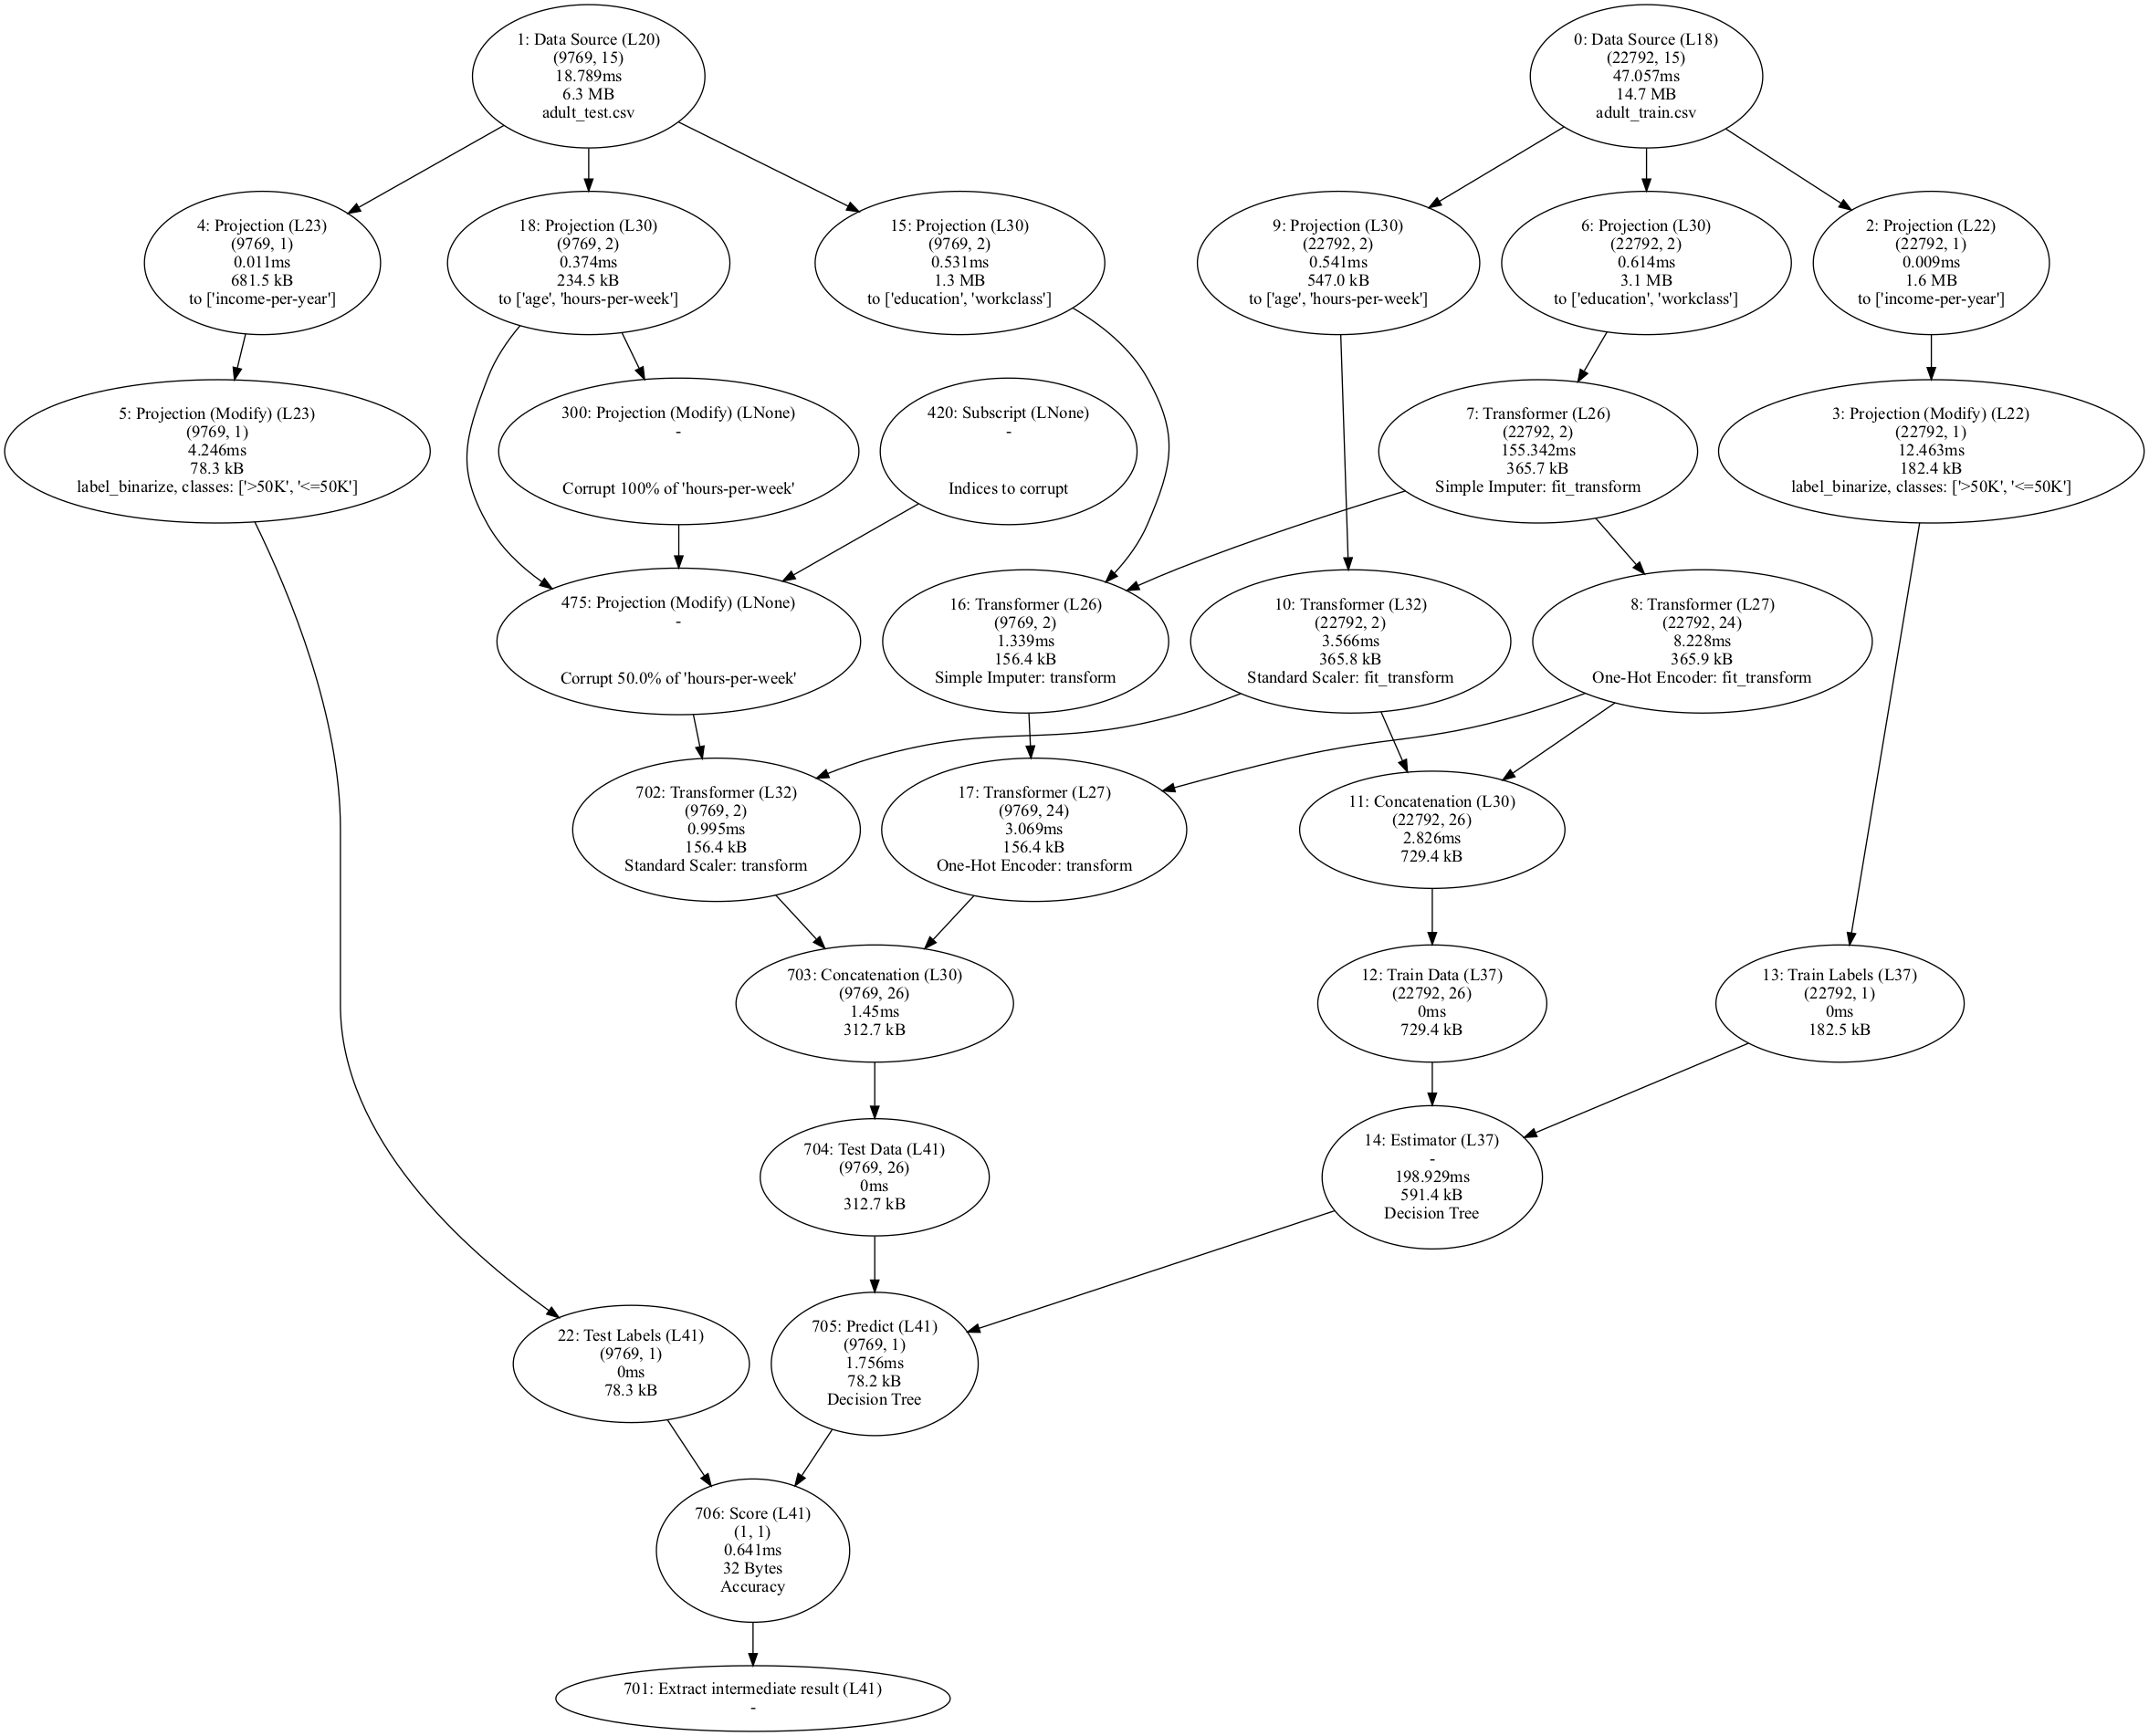 1: Data Source (L20)
(9769, 15)
18.789ms
6.3 MB
adult_test.csv
0: Data Source (L18)
(22792, 15)
47.057ms
14.7 MB
adult_train.csv
4: Projection (L23)
(9769, 1)
0.011ms
681.5 kB
to ['income-per-year']
18: Projection (L30)
(9769, 2)
0.374ms
234.5 kB
to ['age', 'hours-per-week']
15: Projection (L30)
(9769, 2)
0.531ms
1.3 MB
to ['education', 'workclass']
9: Projection (L30)
(22792, 2)
0.541ms
547.0 kB
to ['age', 'hours-per-week']
6: Projection (L30)
(22792, 2)
0.614ms
3.1 MB
to ['education', 'workclass']
2: Projection (L22)
(22792, 1)
0.009ms
1.6 MB
to ['income-per-year']
5: Projection (Modify) (L23)
(9769, 1)
4.246ms
78.3 kB
label_binarize, classes: ['>50K', '<=50K']
300: Projection (Modify) (LNone)
-
Corrupt 100% of 'hours-per-week'
420: Subscript (LNone)
-
Indices to corrupt
7: Transformer (L26)
(22792, 2)
155.342ms
365.7 kB
Simple Imputer: fit_transform
3: Projection (Modify) (L22)
(22792, 1)
12.463ms
182.4 kB
label_binarize, classes: ['>50K', '<=50K']
475: Projection (Modify) (LNone)
-
Corrupt 50.0% of 'hours-per-week'
16: Transformer (L26)
(9769, 2)
1.339ms
156.4 kB
Simple Imputer: transform
10: Transformer (L32)
(22792, 2)
3.566ms
365.8 kB
Standard Scaler: fit_transform
8: Transformer (L27)
(22792, 24)
8.228ms
365.9 kB
One-Hot Encoder: fit_transform
702: Transformer (L32)
(9769, 2)
0.995ms
156.4 kB
Standard Scaler: transform
17: Transformer (L27)
(9769, 24)
3.069ms
156.4 kB
One-Hot Encoder: transform
11: Concatenation (L30)
(22792, 26)
2.826ms
729.4 kB
703: Concatenation (L30)
(9769, 26)
1.45ms
312.7 kB
12: Train Data (L37)
(22792, 26)
0ms
729.4 kB
13: Train Labels (L37)
(22792, 1)
0ms
182.5 kB
704: Test Data (L41)
(9769, 26)
0ms
312.7 kB
14: Estimator (L37)
-
198.929ms
591.4 kB
Decision Tree
22: Test Labels (L41)
(9769, 1)
0ms
78.3 kB
705: Predict (L41)
(9769, 1)
1.756ms
78.2 kB
Decision Tree
706: Score (L41)
(1, 1)
0.641ms
32 Bytes
Accuracy
701: Extract intermediate result (L41)
-